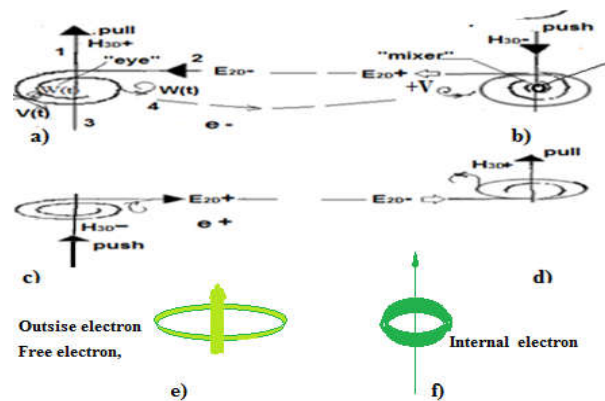 pull
1
H3D+
"eye"
2
E2D-
W(t)
V(t)
3
4
e -
a)
push
H3D-
"mixer"
E2D+
+V
b)
E2D+
H3D-
e +
push
c)
H3D+
pull
E2D-
d)
Outsise electron
Free electron,
e)
Internal electron
f)